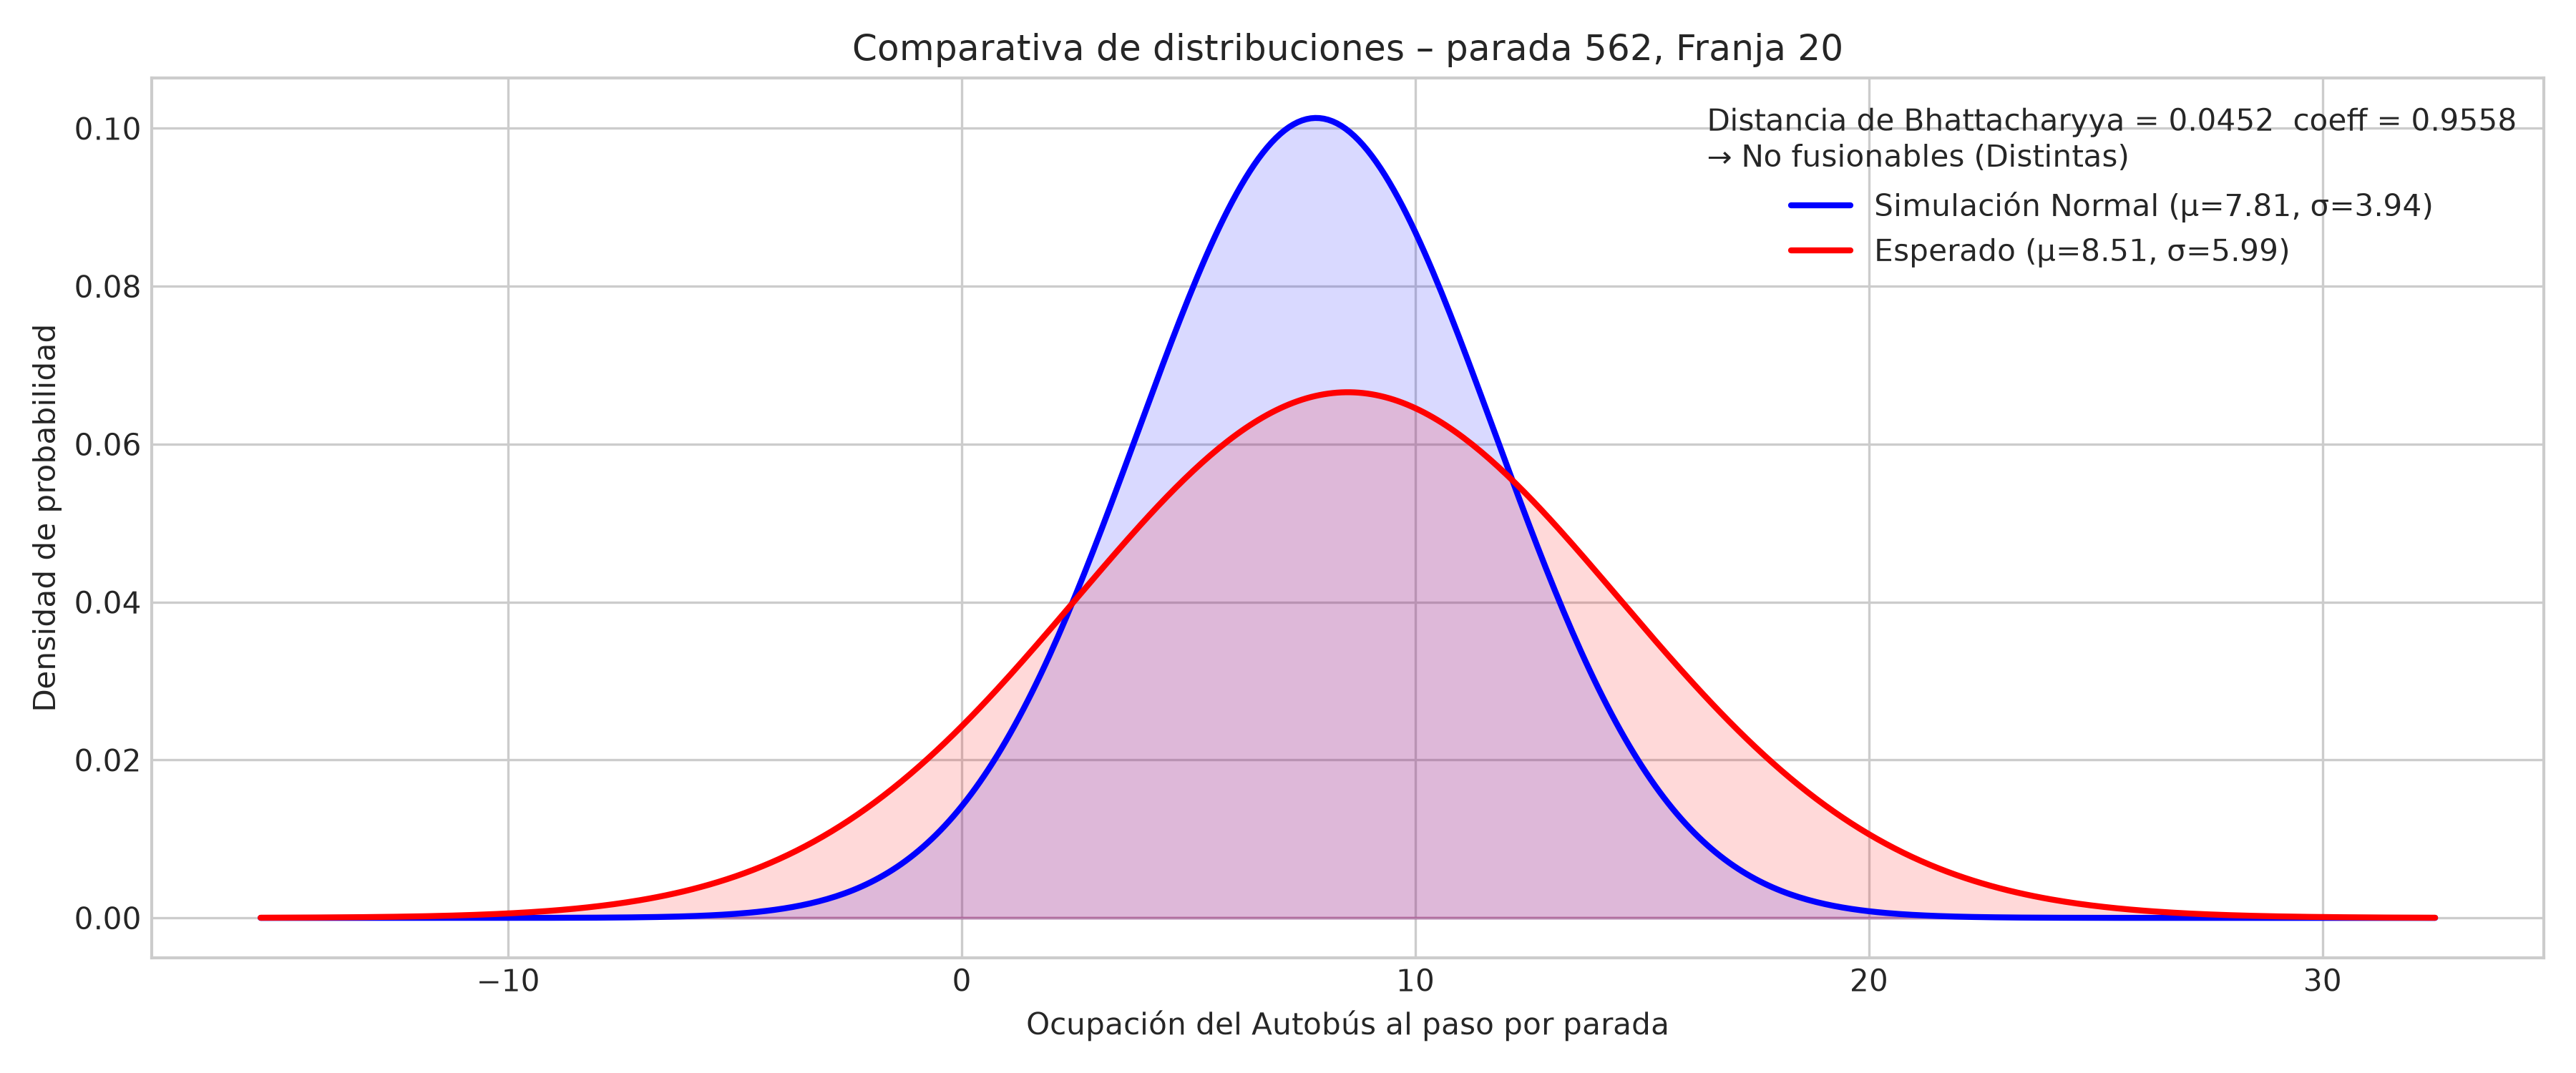 Comparativa de distribuciones – parada 562, Franja 20
Distancia de Bhattacharyya = 0.0452  coeff = 0.9558
→ No fusionables (Distintas)
Simulación Normal (μ=7.81, σ=3.94)
Esperado (μ=8.51, σ=5.99)
Densidad de probabilidad
0.10
0.08
0.06
0.04
0.02
0.00
−10 0 10 20 30
Ocupación del Autobús al paso por parada